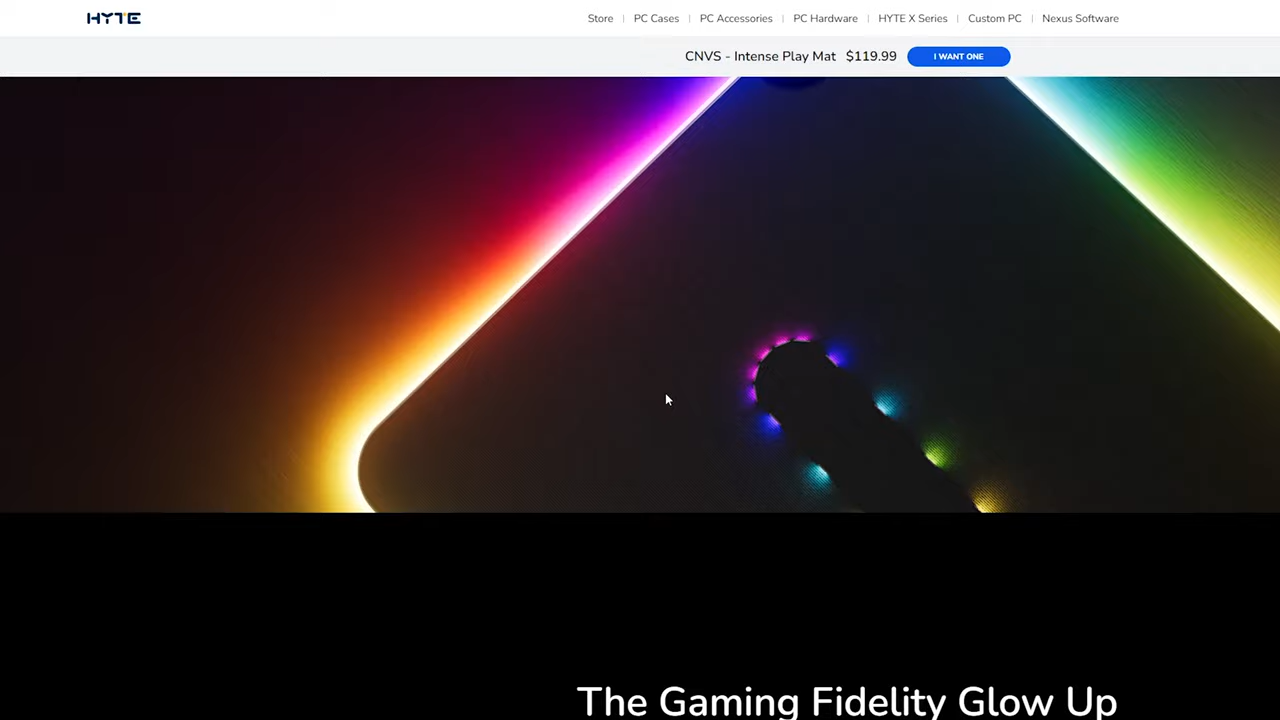 HYTE
Store | PC Cases | PC Accessories | PC Hardware | HYTE X Series | Custom PC | Nexus Software
CNVS - Intense Play Mat $119.99 I WANT ONE
The Gaming Fidelity Glow Up